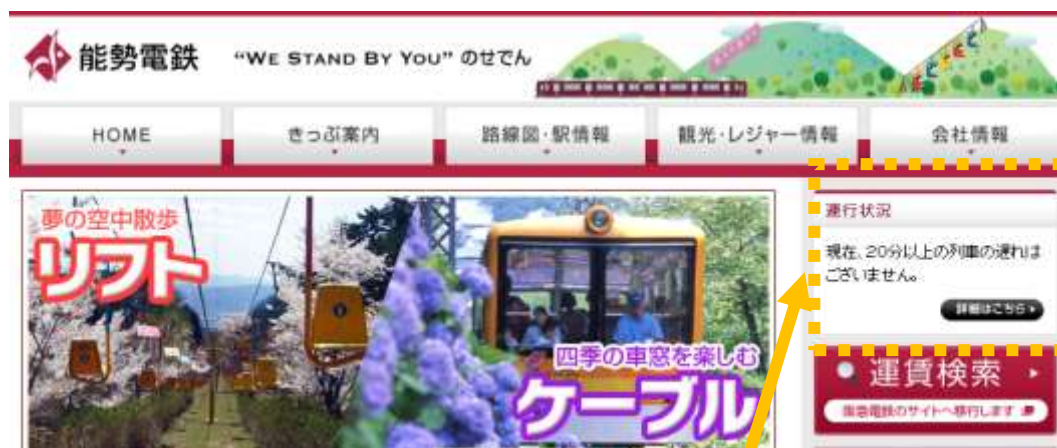 能勢電鉄
“WE STAND BY YOU” のせでん
HOME
きっぷ案内
路線図・駅情報
観光・レジャー情報
会社情報
夢の空中散歩
リフト
四季の車窓を楽しむ
ケーブル
運行状況
現在、20分以上の列車の遅れは
ございません。
詳細はこちら
運賃検索
阪急電鉄のサイトへ移行します